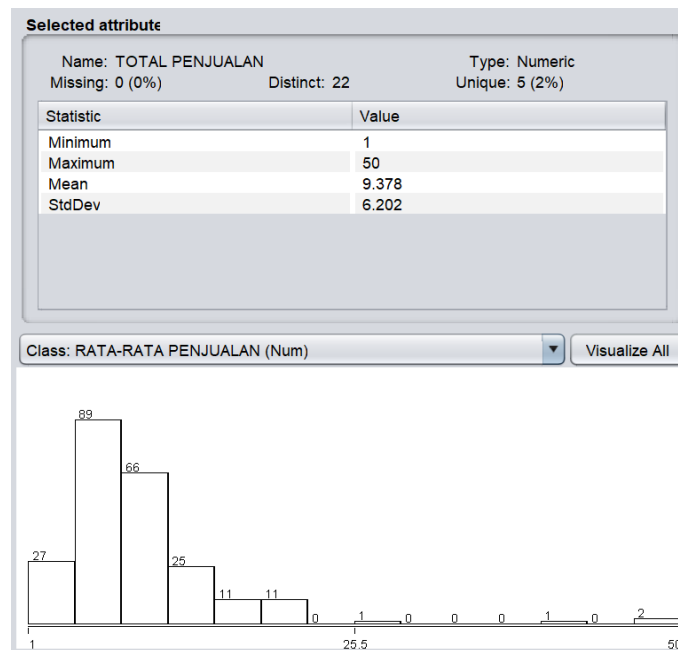 Selected attribute
Name: TOTAL PENJUALAN Type: Numeric
Missing: 0 (0%) Distinct: 22 Unique: 5 (2%)
Statistic Value
Minimum 1
Maximum 50
Mean 9.378
StdDev 6.202
Class: RATA-RATA PENJUALAN (Num) Visualize All
89
66
27
25
11 11
0 1 0 0 0 1 0 2
1 25.5 50